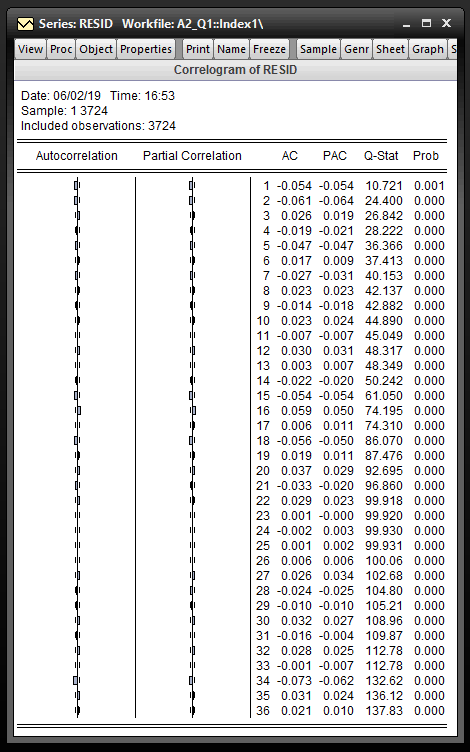 Series: RESID Workfile: A2_Q1::Index1\
View Proc Object Properties Print Name Freeze Sample Genr Sheet Graph S
Correlogram of RESID
Date: 06/02/19 Time: 16:53
Sample: 1 3724
Included observations: 3724
Autocorrelation Partial Correlation AC PAC Q-Stat Prob
1 -0.054 -0.054 10.721 0.001
2 -0.061 -0.064 24.400 0.000
3 0.026 0.019 26.842 0.000
4 -0.019 -0.021 28.222 0.000
5 -0.047 -0.047 36.366 0.000
6 0.017 0.009 37.413 0.000
7 -0.027 -0.031 40.153 0.000
8 0.023 0.023 42.137 0.000
9 -0.014 -0.018 42.882 0.000
10 0.023 0.024 44.890 0.000
11 -0.007 -0.007 45.049 0.000
12 0.030 0.031 48.317 0.000
13 0.003 0.007 48.349 0.000
14 -0.022 -0.020 50.242 0.000
15 -0.054 -0.054 61.050 0.000
16 0.059 0.050 74.195 0.000
17 0.006 0.011 74.310 0.000
18 -0.056 -0.050 86.070 0.000
19 0.019 0.011 87.476 0.000
20 0.037 0.029 92.695 0.000
21 -0.033 -0.020 96.860 0.000
22 0.029 0.023 99.918 0.000
23 0.001 -0.000 99.920 0.000
24 -0.002 0.003 99.930 0.000
25 0.001 0.002 99.931 0.000
26 0.006 0.006 100.06 0.000
27 0.026 0.034 102.68 0.000
28 -0.024 -0.025 104.80 0.000
29 -0.010 -0.010 105.21 0.000
30 0.032 0.027 108.96 0.000
31 -0.016 -0.004 109.87 0.000
32 0.028 0.025 112.78 0.000
33 -0.001 -0.007 112.78 0.000
34 -0.073 -0.062 132.62 0.000
35 0.031 0.024 136.12 0.000
36 0.021 0.010 137.83 0.000